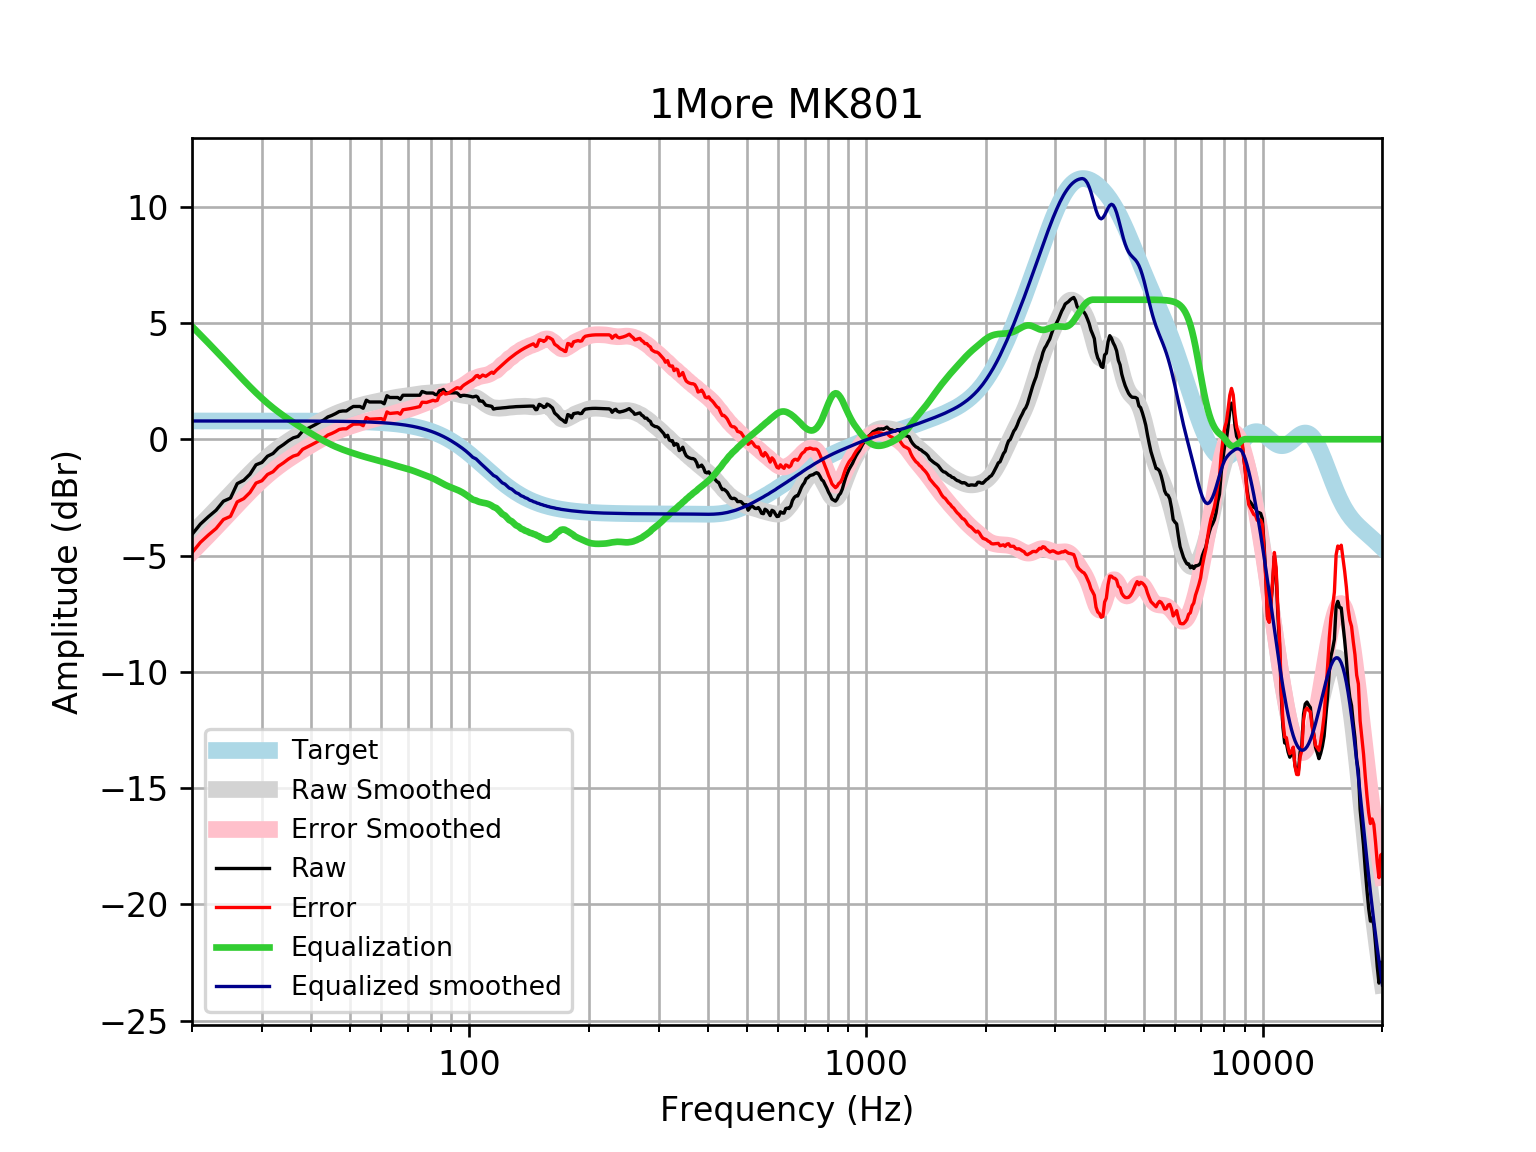 1More MK801
10
5
0
−5
−10
−15
−20
−25
Amplitude (dBr)
Target
Raw Smoothed
Error Smoothed
Raw
Error
Equalization
Equalized smoothed
100
1000
10000
Frequency (Hz)